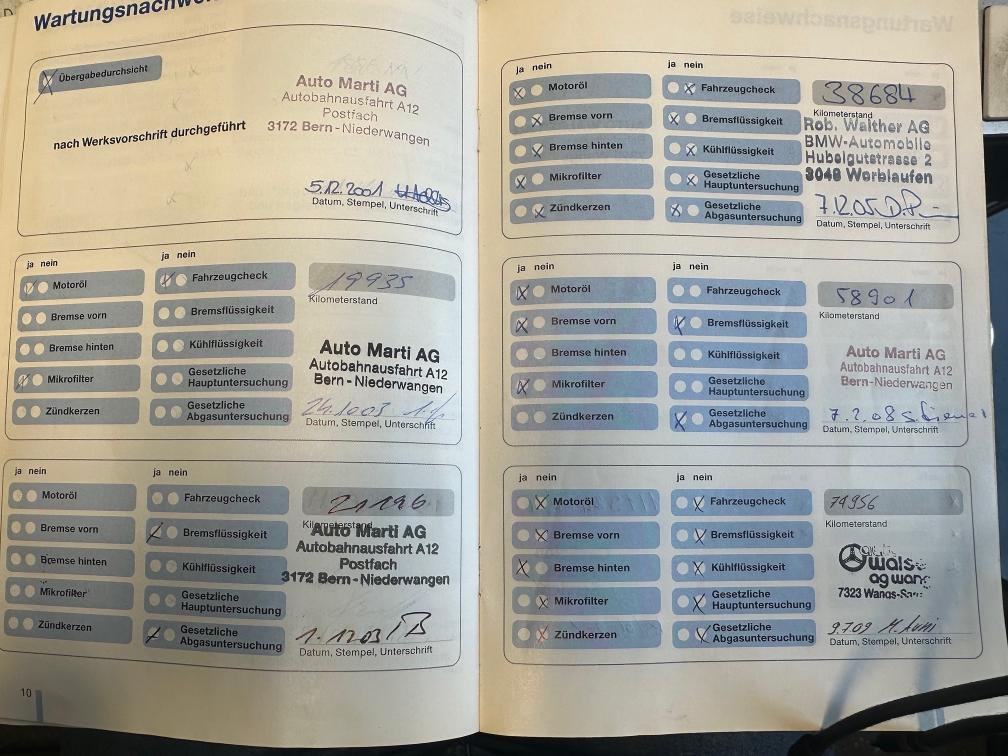 Wartungsnachwei
Übergabedurchsicht
nach Werksvorschrift durchgeführt
Auto Marti AG
Autobahnausfahrt A12
Postfach
3172 Bern - Niederwangen
5.12.2001
Datum, Stempel, Unterschrift
ja nein
ja nein
Motoröl
Bremse vorn
Bremse hinten
Mikrofilter
Zündkerzen
Fahrzeugcheck
Bremsflüssigkeit
Kühlflüssigkeit
Gesetzliche
Hauptuntersuchung
Gesetzliche
Abgasuntersuchung
19935
Kilometerstand
Auto Marti AG
Autobahnausfahrt A12
Bern - Niederwangen
Datum, Stempel, Unterschrift
ja nein
ja nein
Motoröl
Bremse vorn
Bremse hinten
Mikrofilter
Zündkerzen
Fahrzeugcheck
Bremsflüssigkeit
Kühlflüssigkeit
Gesetzliche
Hauptuntersuchung
Gesetzliche
Abgasuntersuchung
21196
Kilometerstand
Auto Marti AG
Autobahnausfahrt A12
Postfach
3172 Bern - Niederwangen
1.1203
Datum, Stempel, Unterschrift
10
Wartungsnachweise
ja nein
ja nein
Motoröl
Bremse vorn
Bremse hinten
Mikrofilter
Zündkerzen
Fahrzeugcheck
Bremsflüssigkeit
Kühlflüssigkeit
Gesetzliche
Hauptuntersuchung
Gesetzliche
Abgasuntersuchung
38684
Kilometerstand
Rob. Walther AG
BMW-Automobile
Hubelgutstrasse 2
3048 Worblaufen
7.12.05
Datum, Stempel, Unterschrift
ja nein
ja nein
Motoröl
Bremse vorn
Bremse hinten
Mikrofilter
Zündkerzen
Fahrzeugcheck
Bremsflüssigkeit
Kühlflüssigkeit
Gesetzliche
Hauptuntersuchung
Gesetzliche
Abgasuntersuchung
58901
Kilometerstand
Auto Marti AG
Autobahnausfahrt A12
Bern-Niederwangen
7.2.08
Datum, Stempel, Unterschrift
ja nein
ja nein
Motoröl
Bremse vorn
Bremse hinten
Mikrofilter
Zündkerzen
Fahrzeugcheck
Bremsflüssigkeit
Kühlflüssigkeit
Gesetzliche
Hauptuntersuchung
Gesetzliche
Abgasuntersuchung
74956
Kilometerstand
ag wang
7323 Wangs-Sar
9.709
Datum, Stempel, Unterschrift